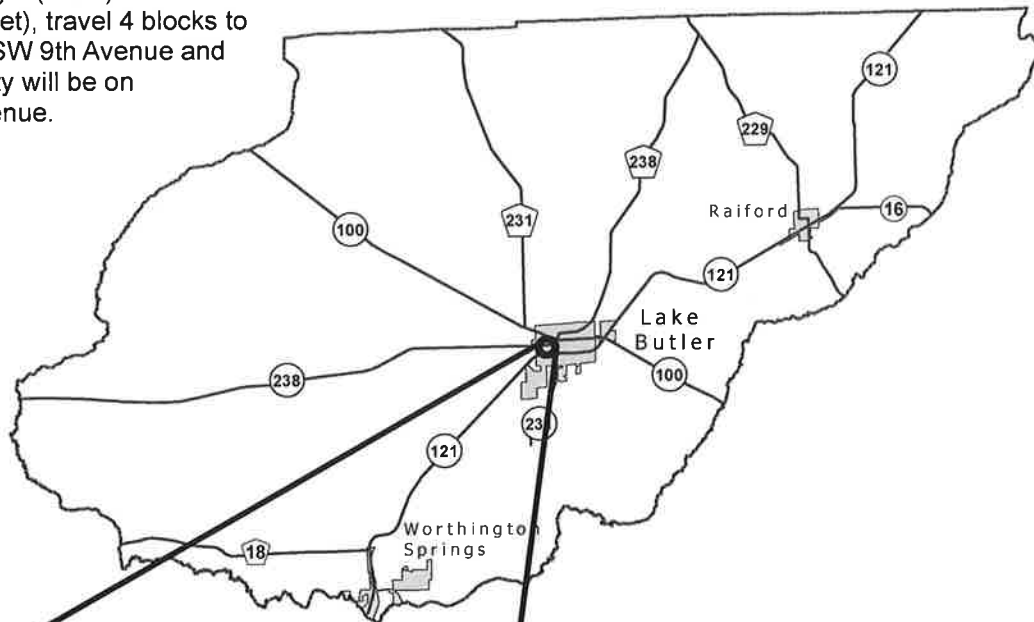 et), travel 4 blocks to
SW 9th Avenue and
ty will be on
enue.
121
229
238
Raiford
16
231
100
121
Lake
Butler
238
100
121
Worthington
Springs
18